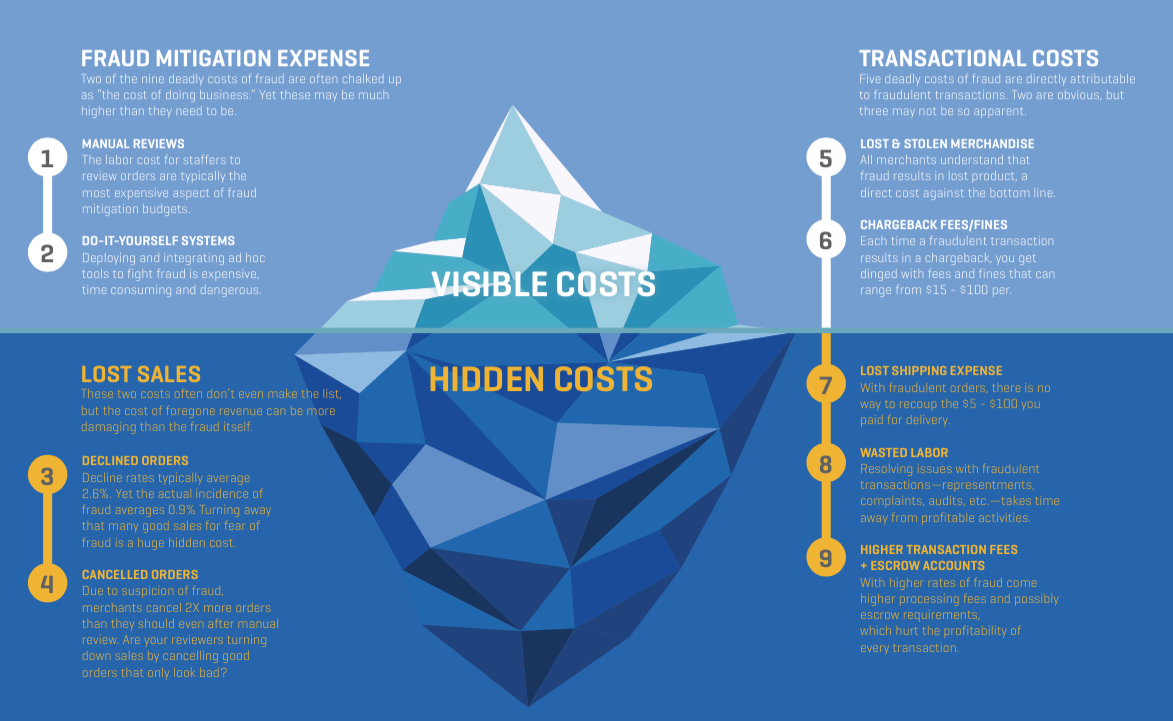 FRAUD MITIGATION EXPENSE
Two of the nine deadly costs of fraud are often chalked up
as "the cost of doing business." Yet these may be much
higher than they need to be.
1
MANUAL REVIEWS
The labor cost for staffers to
review orders are typically the
most expensive aspect of fraud
mitigation budgets.
2
DO-IT-YOURSELF SYSTEMS
Deploying and integrating ad hoc
tools to fight fraud is expensive,
time consuming and dangerous.
TRANSACTIONAL COSTS
Five deadly costs of fraud are directly attributable
to fraudulent transactions. Two are obvious, but
three may not be so apparent.
5
LOST & STOLEN MERCHANDISE
All merchants understand that
fraud results in lost product, a
direct cost against the bottom line.
6
CHARGEBACK FEES/FINES
Each time a fraudulent transaction
results in a chargeback, you get
dinged with fees and fines that can
range from $15 - $100 per.
VISIBLE COSTS
HIDDEN COSTS
LOST SALES
These two costs often don't even make the list,
but the cost of foregone revenue can be more
damaging than the fraud itself.
3
DECLINED ORDERS
Decline rates typically average
2.6%. Yet the actual incidence of
fraud averages 0.9% Turning away
that many good sales for fear of
fraud is a huge hidden cost.
4
CANCELLED ORDERS
Due to suspicion of fraud,
merchants cancel 2X more orders
than they should even after manual
review. Are your reviewers turning
down sales by cancelling good
orders that only look bad?
7
LOST SHIPPING EXPENSE
With fraudulent orders, there is no
way to recoup the $5 - $100 you
paid for delivery.
8
WASTED LABOR
Resolving issues with fraudulent
transactions—representments,
complaints, audits, etc.—takes time
away from profitable activities.
9
HIGHER TRANSACTION FEES
+ ESCROW ACCOUNTS
With higher rates of fraud come
higher processing fees and possibly
escrow requirements,
which hurt the profitability of
every transaction.